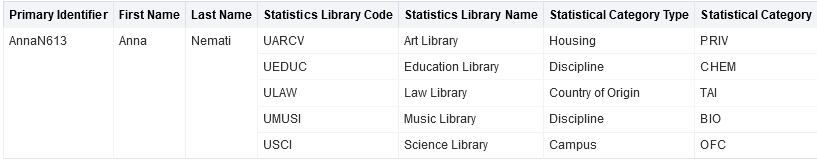 Primary Identifier First Name Last Name Statistics Library Code Statistics Library Name Statistical Category Type Statistical Category
AnnaN613 Anna Nemati UARCV Art Library Housing PRIV
UEDUC Education Library Discipline CHEM
ULAW Law Library Country of Origin TAI
UMUSI Music Library Discipline BIO
USCI Science Library Campus OFC